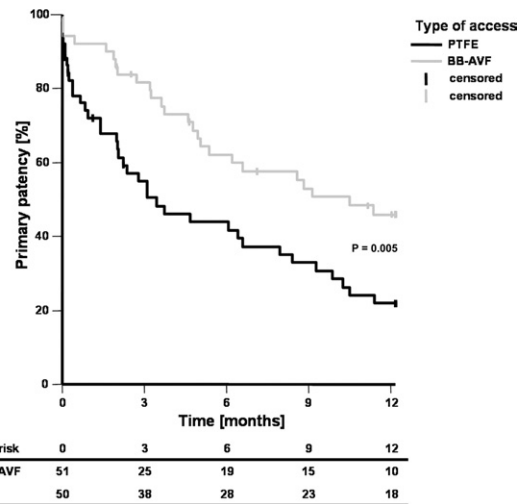 100
80
60
40
20
0
Primary patency [%]
Type of access
PTFE
BB-AVF
censored
censored
P = 0.005
0 3 6 9 12
Time [months]
risk 0 3 6 9 12
AVF 51 25 19 15 10
50 38 28 23 18